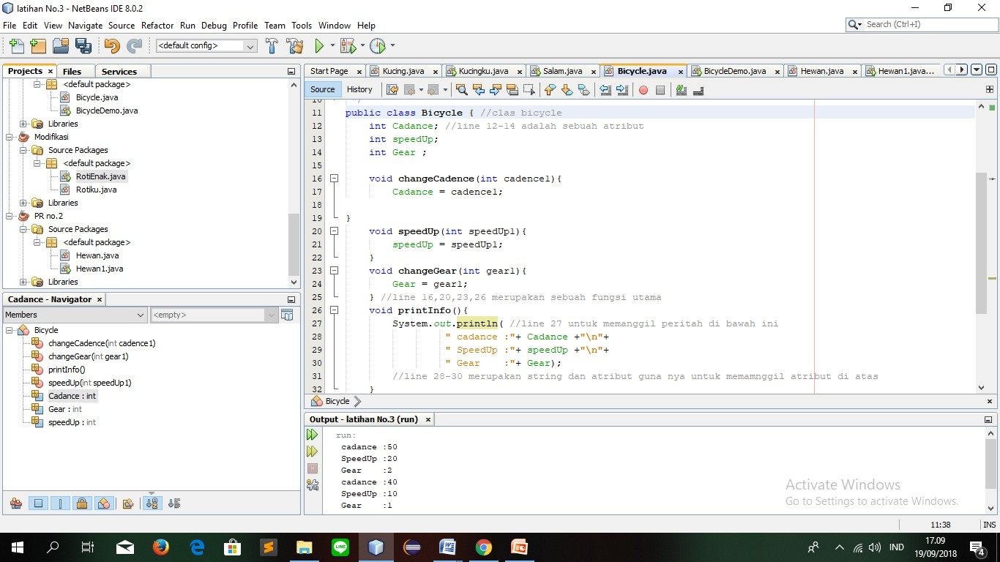 latihan No.3 - NetBeans IDE 8.0.2
File Edit View Navigate Source Refactor Run Debug Profile Team Tools Window Help
Search (Ctrl+I)
<default config>
Projects Files Services
<default package>
Bicycle.java
BicycleDemo.java
Libraries
Modifikasi
Source Packages
<default package>
RotiEnak.java
Rotiku.java
Libraries
PR no.2
Source Packages
<default package>
Hewan.java
Hewan1.java
Libraries
Cadance - Navigator
Members <empty>
Bicycle
changeCadence(int cadence1)
changeGear(int gear1)
printInfo()
speedUp(int speedUp1)
Cadance : int
Gear : int
speedUp : int
Start Page Kucing.java Kucingku.java Salam.java Bicycle.java BicycleDemo.java Hewan.java Hewan1.java...
Source History
10 */
11 public class Bicycle { //clas bicycle
12 int Cadance; //line 12-14 adalah sebuah atribut
13 int speedUp;
14 int Gear ;
15
16 void changeCadence(int cadence1){
17 Cadance = cadence1;
18
19 }
20 void speedUp(int speedUp1){
21 speedUp = speedUp1;
22 }
23 void changeGear(int gear1){
24 Gear = gear1;
25 } //line 16,20,23,26 merupakan sebuah fungsi utama
26 void printInfo(){
27 System.out.println( //line 27 untuk memanggil peritah di bawah ini
28 " cadance :"+ Cadance +"\n"+
29 " SpeedUp :"+ speedUp +"\n"+
30 " Gear    :"+ Gear);
31 //line 28-30 merupakan string dan atribut guna nya untuk memamnggil atribut di atas
32 }
Bicycle
Output - latihan No.3 (run)
run:
cadance :50
SpeedUp :20
Gear    :2
cadance :40
SpeedUp :10
Gear    :1
Activate Windows
Go to Settings to activate Windows.
11:38 INS
LINE
IND
17.09
19/09/2018
4